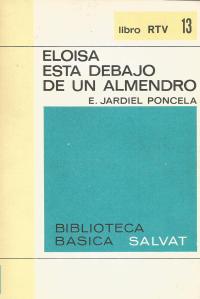 libro RTV 13
ELOISA
ESTA DEBAJO
DE UN ALMENDRO
E. JARDIEL PONCELA
BIBLIOTECA
BASICA SALVAT